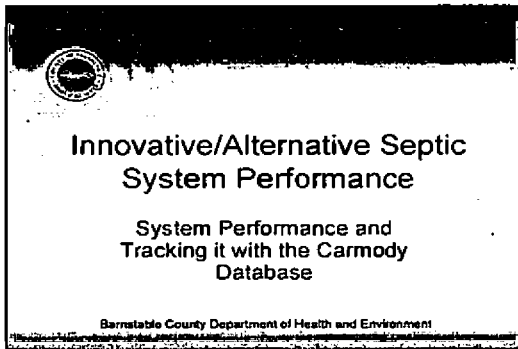 Innovative/Alternative Septic
System Performance
System Performance and
Tracking it with the Carmody
Database
Barnstable County Department of Health and Environment